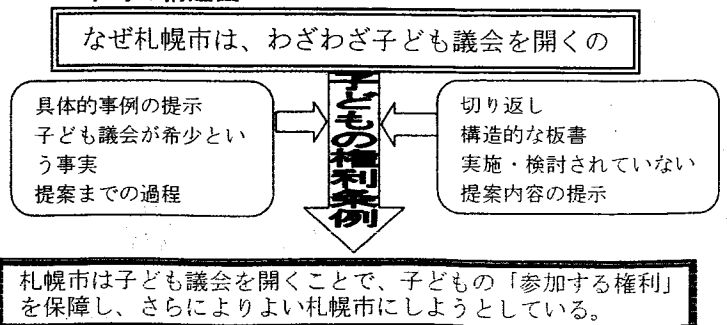 なぜ札幌市は、わざわざ子ども議会を開くの
具体的事例の提示
子ども議会が希少とい
う事実
提案までの過程
子どもの権利条例
切り返し
構造的な板書
実施・検討されていない
提案内容の提示
札幌市は子ども議会を開くことで、子どもの「参加する権利」
を保障し、さらによりよい札幌市にしようとしている。